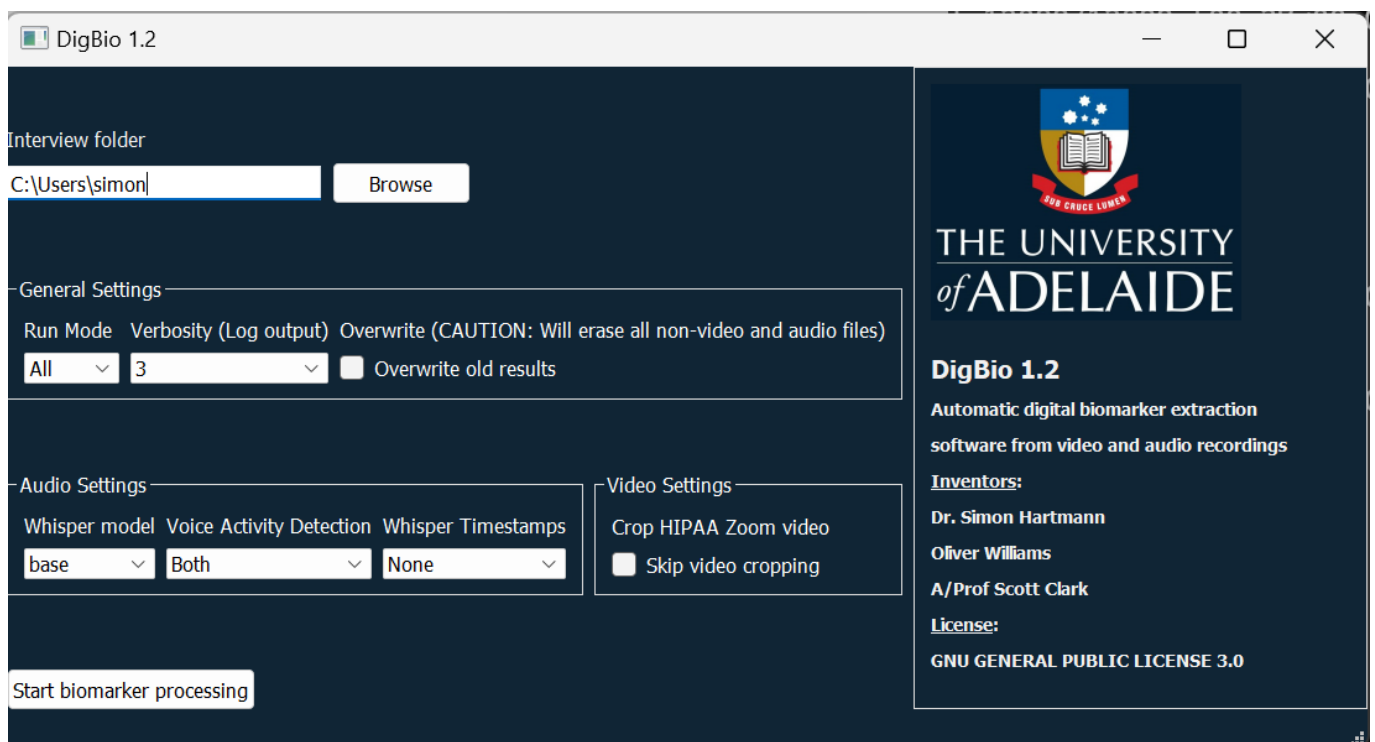 DigBio 1.2
Interview folder
C:\Users\simon
Browse
General Settings
Run Mode Verbosity (Log output) Overwrite (CAUTION: Will erase all non-video and audio files)
All 3 Overwrite old results
Audio Settings
Whisper model Voice Activity Detection Whisper Timestamps
base Both None
Video Settings
Crop HIPAA Zoom video
Skip video cropping
Start biomarker processing
SUB CRUCE LUMEN
THE UNIVERSITY
of ADELAIDE
DigBio 1.2
Automatic digital biomarker extraction
software from video and audio recordings
Inventors:
Dr. Simon Hartmann
Oliver Williams
A/Prof Scott Clark
License:
GNU GENERAL PUBLIC LICENSE 3.0